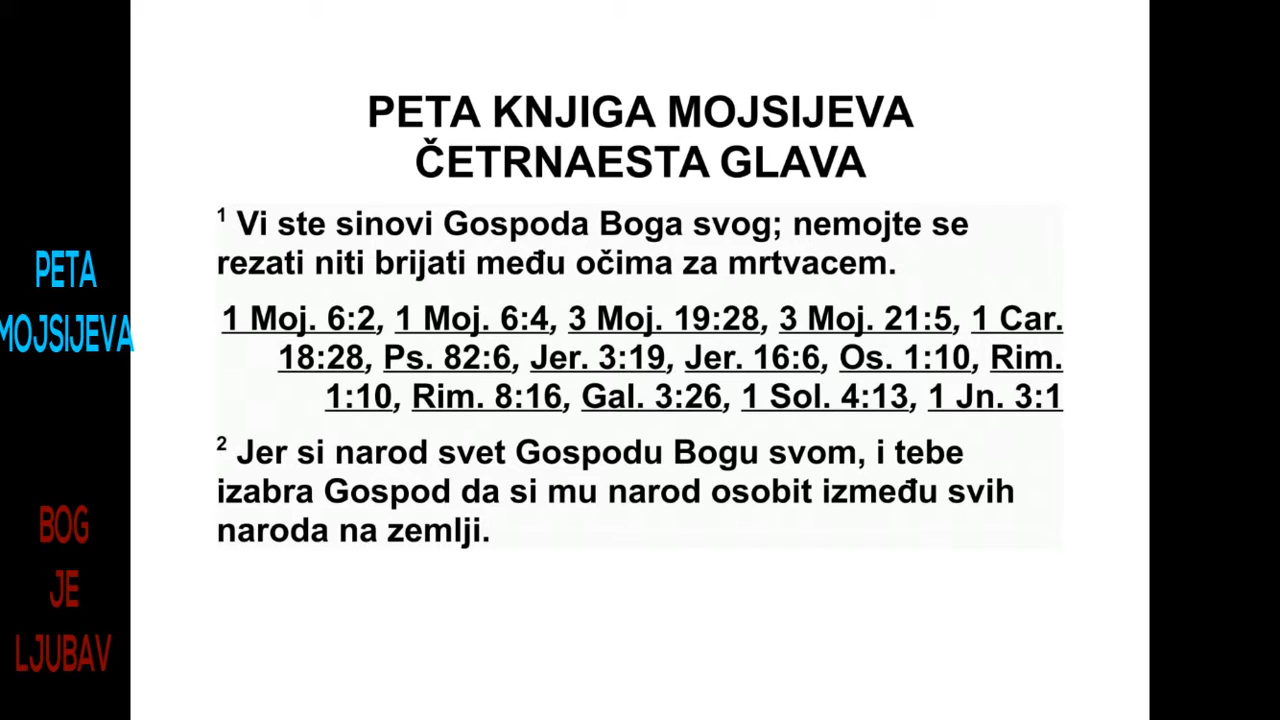 PETA KNJIGA MOJSIJEVA
ČETRNAESTA GLAVA
1 Vi ste sinovi Gospoda Boga svog; nemojte se
rezati niti brijati među očima za mrtvacem.
1 Moj. 6:2, 1 Moj. 6:4, 3 Moj. 19:28, 3 Moj. 21:5, 1 Car.
18:28, Ps. 82:6, Jer. 3:19, Jer. 16:6, Os. 1:10, Rim.
1:10, Rim. 8:16, Gal. 3:26, 1 Sol. 4:13, 1 Jn. 3:1
2 Jer si narod svet Gospodu Bogu svom, i tebe
izabra Gospod da si mu narod osobit između svih
naroda na zemlji.
PETA
MOJSIJEVA
BOG
JE
LJUBAV